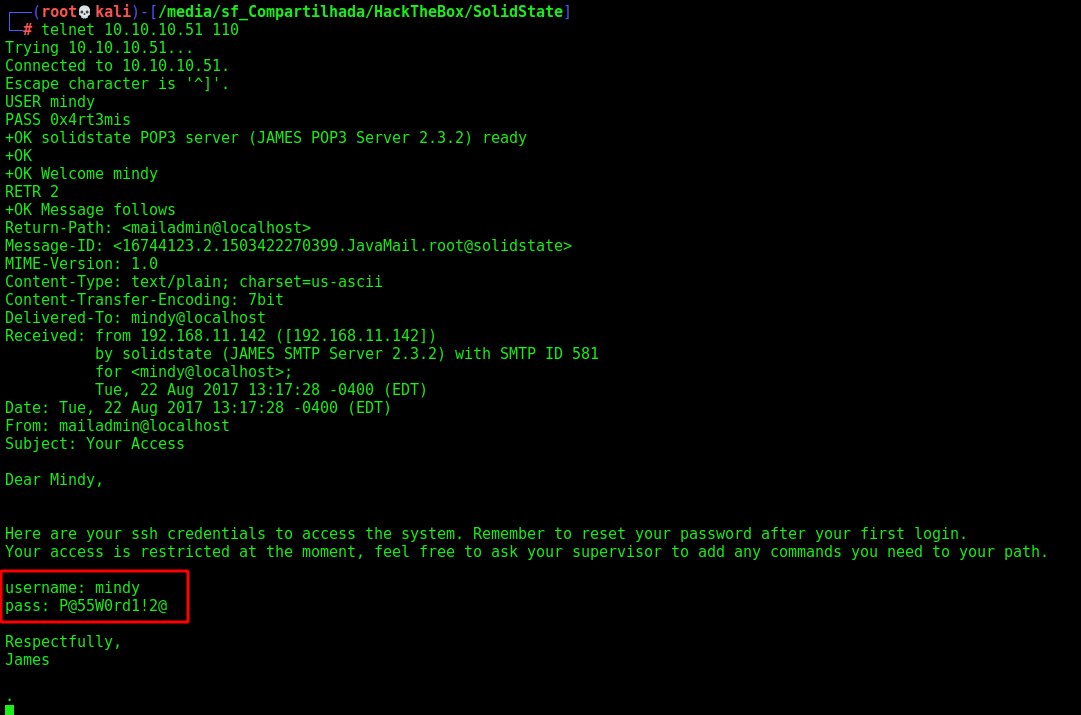 ┌──(root💀kali)-[/media/sf_Compartilhada/HackTheBox/SolidState]
└─# telnet 10.10.10.51 110
Trying 10.10.10.51...
Connected to 10.10.10.51.
Escape character is '^]'.
USER mindy
PASS 0x4rt3mis
+OK solidstate POP3 server (JAMES POP3 Server 2.3.2) ready
+OK
+OK Welcome mindy
RETR 2
+OK Message follows
Return-Path: <mailadmin@localhost>
Message-ID: <16744123.2.1503422270399.JavaMail.root@solidstate>
MIME-Version: 1.0
Content-Type: text/plain; charset=us-ascii
Content-Transfer-Encoding: 7bit
Delivered-To: mindy@localhost
Received: from 192.168.11.142 ([192.168.11.142])
          by solidstate (JAMES SMTP Server 2.3.2) with SMTP ID 581
          for <mindy@localhost>;
          Tue, 22 Aug 2017 13:17:28 -0400 (EDT)
Date: Tue, 22 Aug 2017 13:17:28 -0400 (EDT)
From: mailadmin@localhost
Subject: Your Access

Dear Mindy,


Here are your ssh credentials to access the system. Remember to reset your password after your first login.
Your access is restricted at the moment, feel free to ask your supervisor to add any commands you need to your path.

username: mindy
pass: P@55W0rd1!2@

Respectfully,
James

.